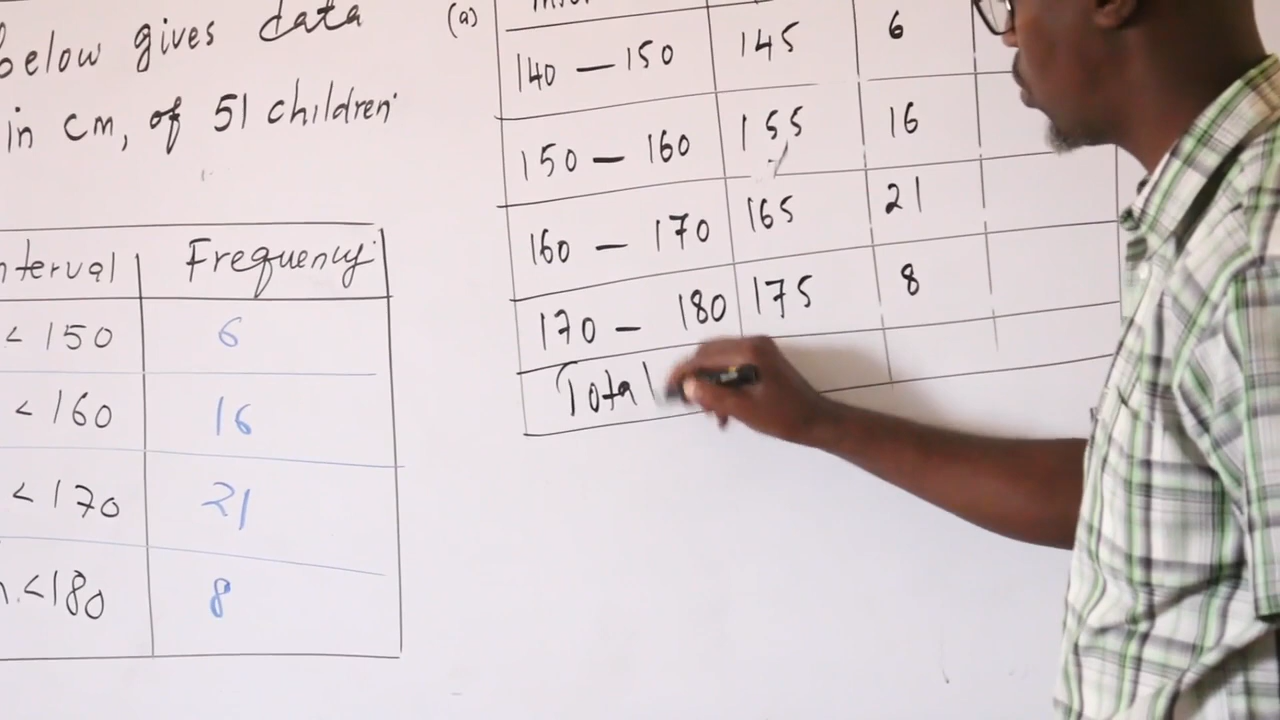 below gives data
in cm, of 51 children
Frequency
< 150 6
< 160 16
< 170 21
h < 180 8
(a)
140 — 150 145 6
150 — 160 155 16
160 — 170 165 21
170 — 180 175 8
Total